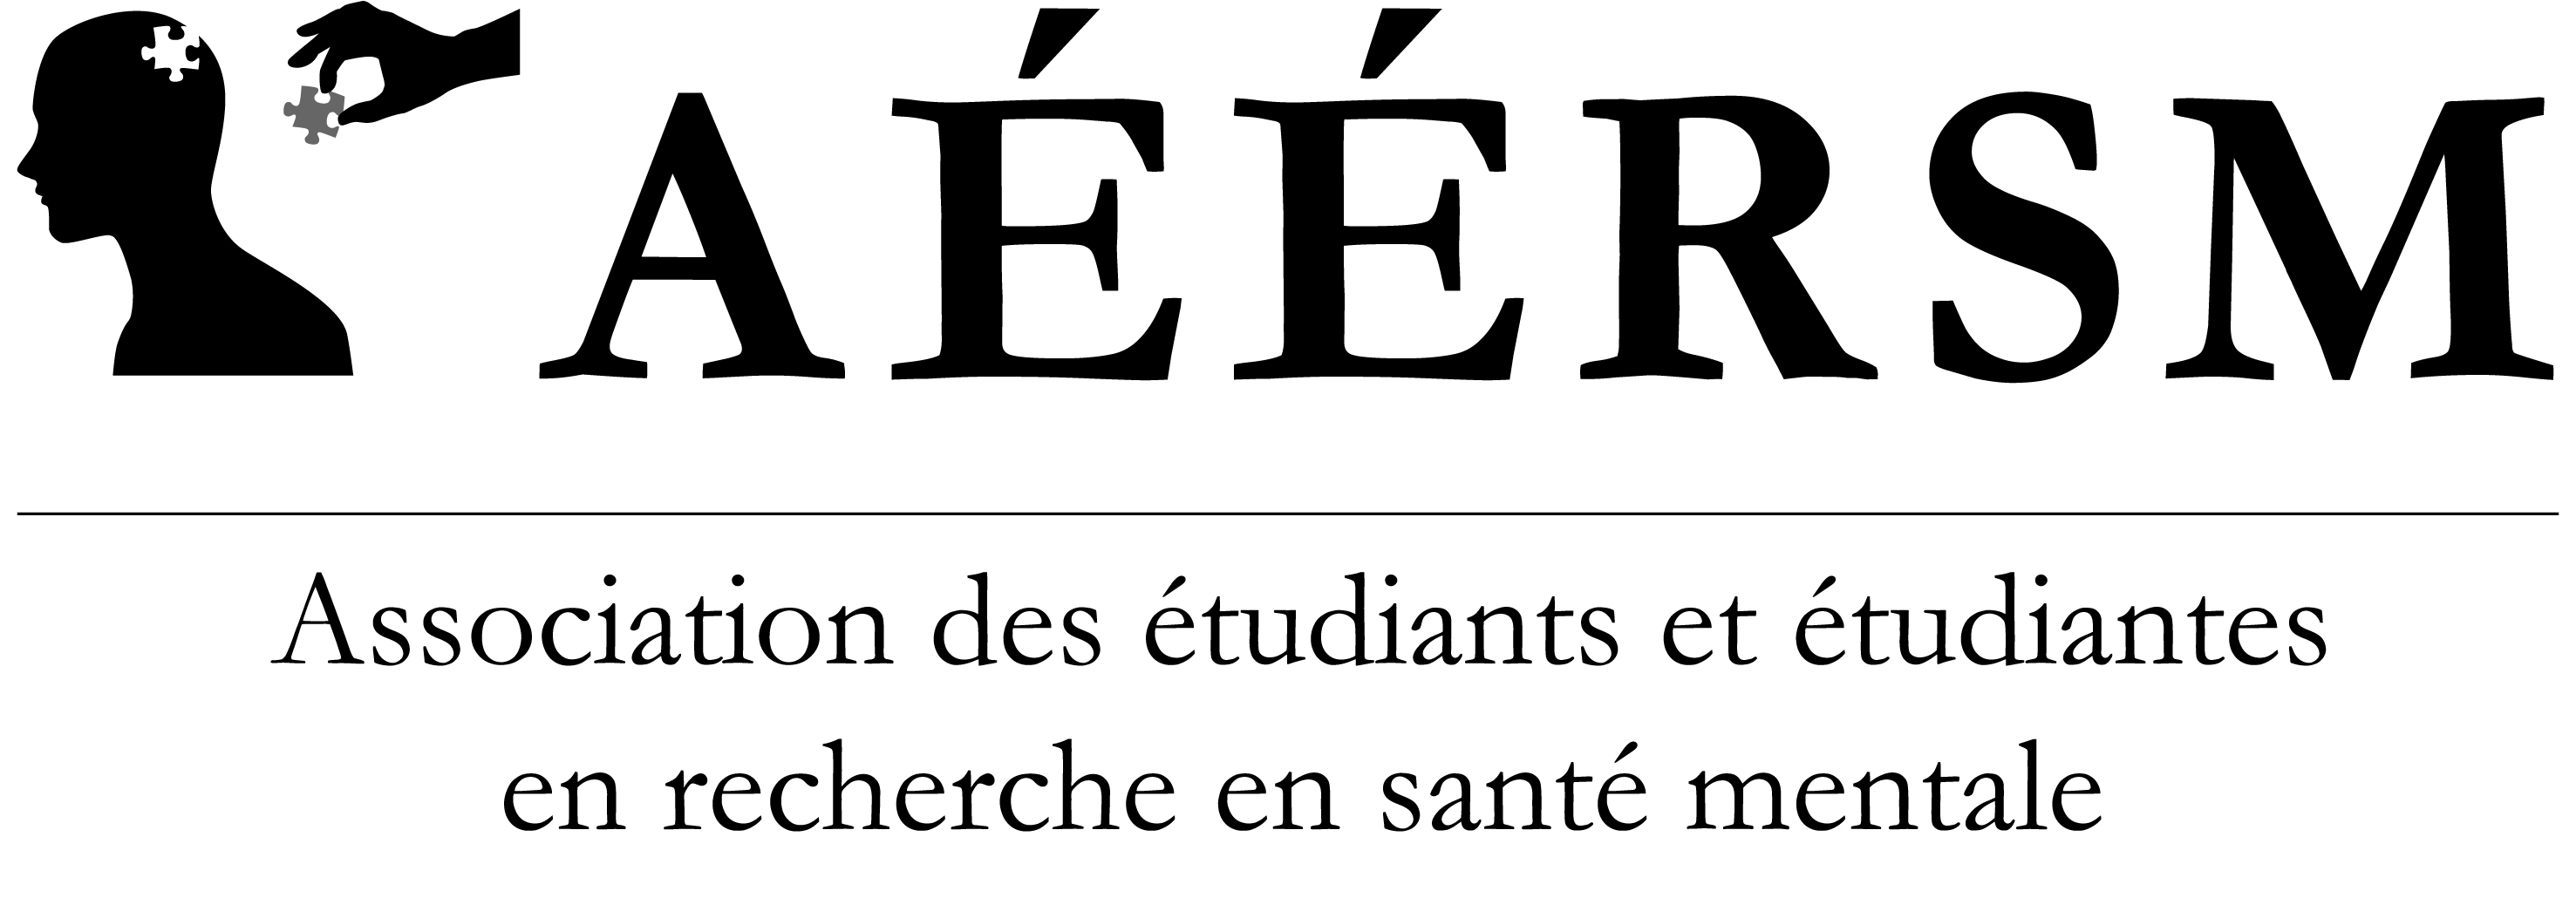 AÉÉRSM
Association des étudiants et étudiantes
en recherche en santé mentale